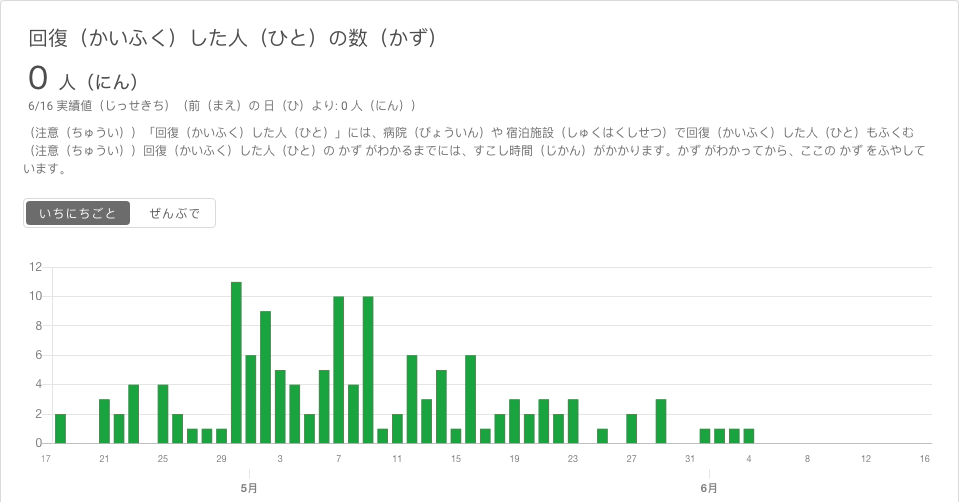 回復（かいふく）した人（ひと）の数（かず）
0 人（にん）
6/16 実績値（じっせきち）（前（まえ）の 日（ひ）より: 0 人（にん））
（注意（ちゅうい））「回復（かいふく）した人（ひと）」には、病院（びょういん）や 宿泊施設（しゅくはくしせつ）で回復（かいふく）した人（ひと）もふくむ
（注意（ちゅうい））回復（かいふく）した人（ひと）の かず がわかるまでには、すこし時間（じかん）がかかります。かず がわかってから、ここの かず をふやして
います。
いちにちごと ぜんぶで
12
10
8
6
4
2
0
17 21 25 29 3 7 11 15 19 23 27 31 4 8 12 16
5月 6月